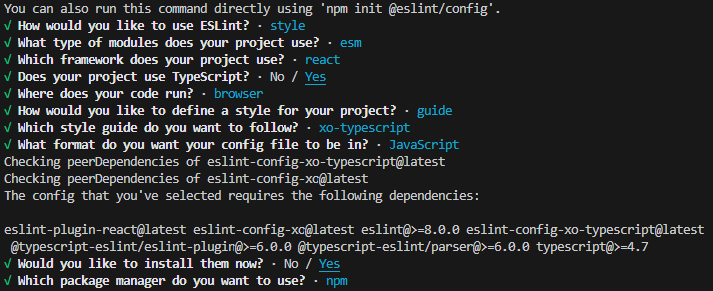 You can also run this command directly using 'npm init @eslint/config'.
√ How would you like to use ESLint? · style
√ What type of modules does your project use? · esm
√ Which framework does your project use? · react
√ Does your project use TypeScript? · No / Yes
√ Where does your code run? · browser
√ How would you like to define a style for your project? · guide
√ Which style guide do you want to follow? · xo-typescript
√ What format do you want your config file to be in? · JavaScript
Checking peerDependencies of eslint-config-xo-typescript@latest
Checking peerDependencies of eslint-config-xo@latest
The config that you've selected requires the following dependencies:
eslint-plugin-react@latest eslint-config-xo@latest eslint@>=8.0.0 eslint-config-xo-typescript@latest
@typescript-eslint/eslint-plugin@>=6.0.0 @typescript-eslint/parser@>=6.0.0 typescript@>=4.7
√ Would you like to install them now? · No / Yes
√ Which package manager do you want to use? · npm